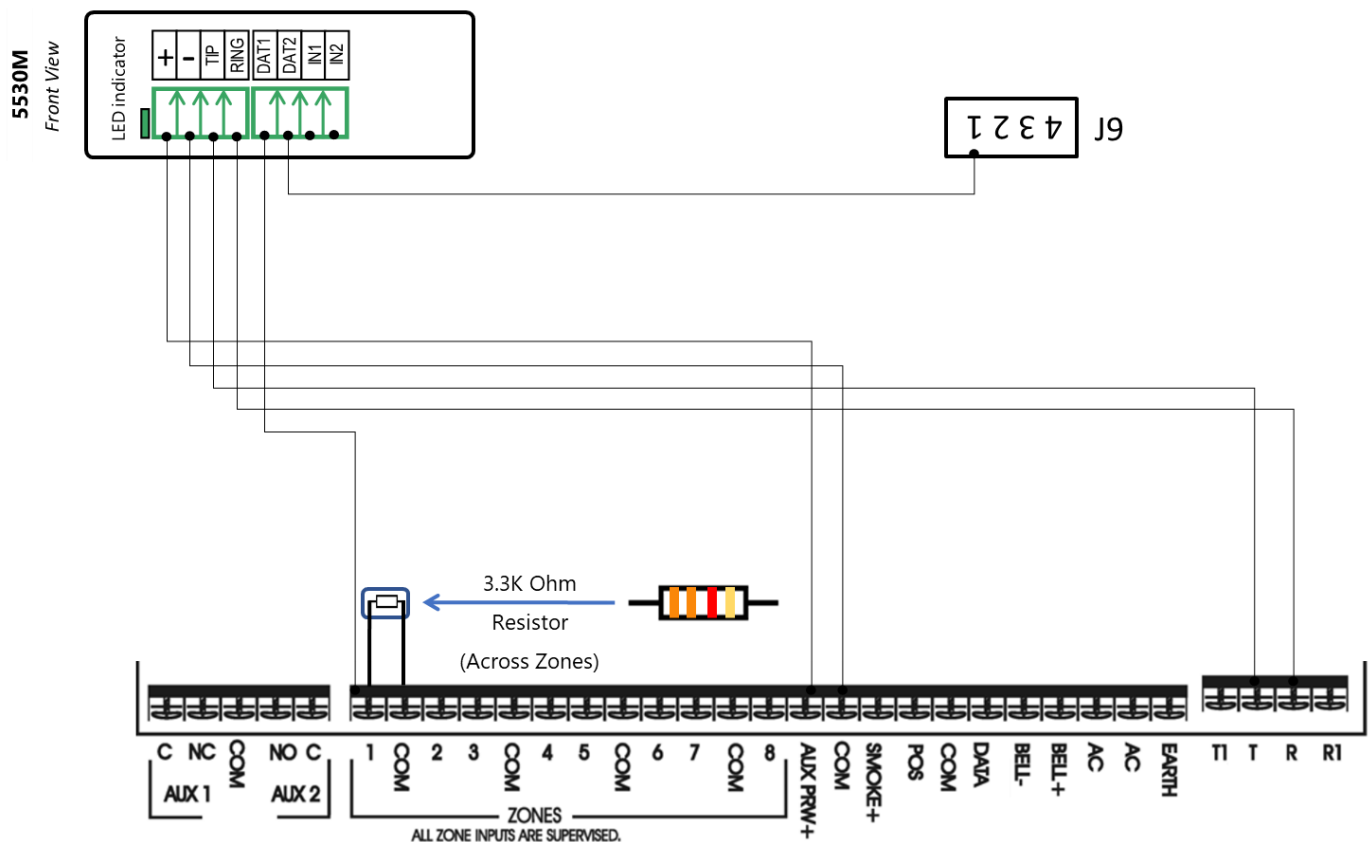 5530M
Front View
LED indicator
+ - TIP RING DAT1 DAT2 IN1 IN2
1 2 3 4 J6
3.3K Ohm
Resistor
(Across Zones)
C NC COM NO C
AUX 1 AUX 2
1 COM 2 3 COM 4 5 COM 6 7 COM 8 AUX PRW+ COM SMOKE+ POS COM DATA BELL- BELL+ AC AC EARTH
T1 T R R1
ZONES
ALL ZONE INPUTS ARE SUPERVISED.